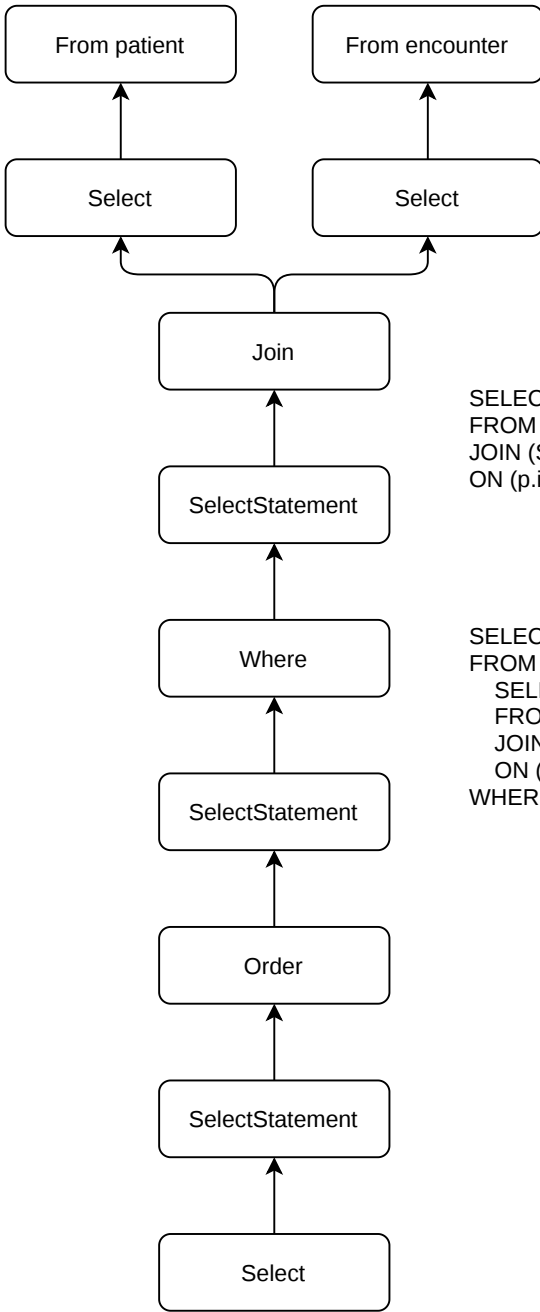 From patient
From encounter
Select
Select
Join
SELEC
FROM
JOIN (S
ON (p.i
SelectStatement
Where
SELEC
FROM
SELE
FRO
JOIN
ON (
WHER
SelectStatement
Order
SelectStatement
Select